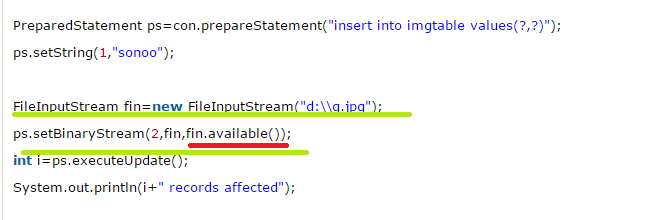 PreparedStatement ps=con.prepareStatement("insert into imgtable values(?,?)");
ps.setString(1,"sonoo");
FileInputStream fin=new FileInputStream("d:\\g.jpg");
ps.setBinaryStream(2,fin,fin.available());
int i=ps.executeUpdate();
System.out.println(i+" records affected");